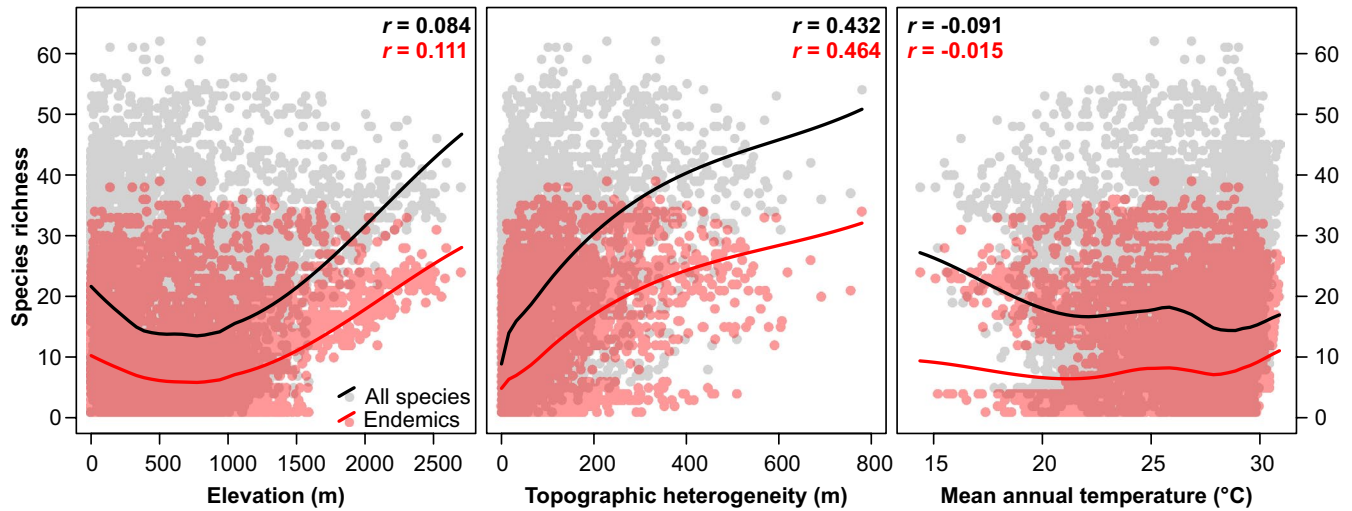 r = 0.084
r = 0.111
r = 0.432
r = 0.464
r = -0.091
r = -0.015
Species richness
60
50
40
30
20
10
0
All species
Endemics
60
50
40
30
20
10
0
0 500 1000 1500 2000 2500
0 200 400 600 800
15 20 25 30
Elevation (m)
Topographic heterogeneity (m)
Mean annual temperature (°C)